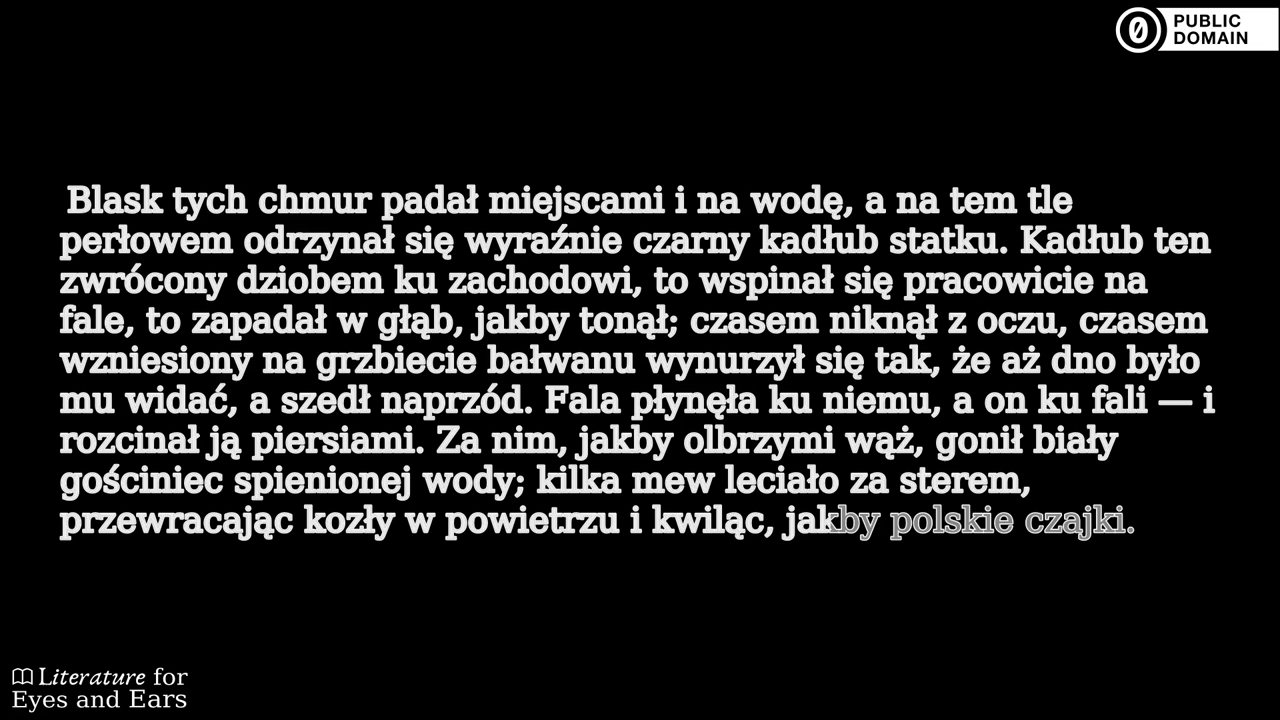 PUBLIC
DOMAIN
Blask tych chmur padał miejscami i na wodę, a na tem tle
perłowem odrzynał się wyraźnie czarny kadłub statku. Kadłub ten
zwrócony dziobem ku zachodowi, to wspinał się pracowicie na
fale, to zapadał w głąb, jakby tonął; czasem niknął z oczu, czasem
wzniesiony na grzbiecie bałwanu wynurzył się tak, że aż dno było
mu widać, a szedł naprzód. Fala płynęła ku niemu, a on ku fali — i
rozcinał ją piersiami. Za nim, jakby olbrzymi wąż, gonił biały
gościniec spienionej wody; kilka mew leciało za sterem,
przewracając kozły w powietrzu i kwiląc, jakby polskie czajki.
Literature for
Eyes and Ears